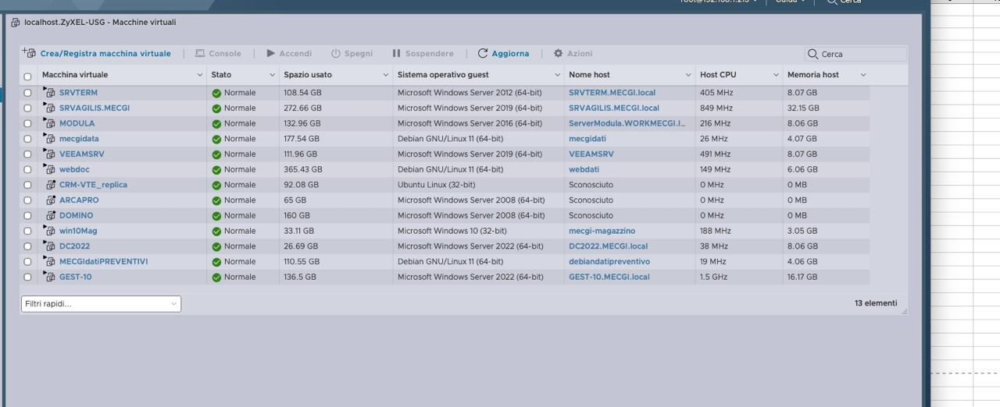 Cerca
localhost.ZyXEL-USG - Macchine virtuali
Crea/Registra macchina virtuale Console Accendi Spegni Sospendere Aggiorna Azioni Cerca
Macchina virtuale Stato Spazio usato Sistema operativo guest Nome host Host CPU Memoria host
SRVTERM Normale 108.54 GB Microsoft Windows Server 2012 (64-bit) SRVTERM.MECGI.local 405 MHz 8.07 GB
SRVAGILIS.MECGI Normale 272.66 GB Microsoft Windows Server 2019 (64-bit) SRVAGILIS.MECGI.local 849 MHz 32.15 GB
MODULA Normale 132.96 GB Microsoft Windows Server 2016 (64-bit) ServerModula.WORKMECGI.l... 216 MHz 8.06 GB
mecgidata Normale 177.54 GB Debian GNU/Linux 11 (64-bit) mecgidati 26 MHz 4.07 GB
VEEAMSRV Normale 111.96 GB Microsoft Windows Server 2019 (64-bit) VEEAMSRV 491 MHz 8.07 GB
webdoc Normale 365.43 GB Debian GNU/Linux 11 (64-bit) webdati 149 MHz 6.06 GB
CRM-VTE_replica Normale 92.08 GB Ubuntu Linux (32-bit) Sconosciuto 0 MHz 0 MB
ARCAPRO Normale 65 GB Microsoft Windows Server 2008 (64-bit) Sconosciuto 0 MHz 0 MB
DOMINO Normale 160 GB Microsoft Windows Server 2008 (64-bit) Sconosciuto 0 MHz 0 MB
win10Mag Normale 33.11 GB Microsoft Windows 10 (32-bit) mecgi-magazzino 188 MHz 3.05 GB
DC2022 Normale 26.69 GB Microsoft Windows Server 2022 (64-bit) DC2022.MECGI.local 38 MHz 8.06 GB
MECGIdatiPREVENTIVI Normale 110.55 GB Debian GNU/Linux 11 (64-bit) debiandatipreventivo 19 MHz 4.06 GB
GEST-10 Normale 136.5 GB Microsoft Windows Server 2022 (64-bit) GEST-10.MECGI.local 1.5 GHz 16.17 GB
Filtri rapidi... 13 elementi